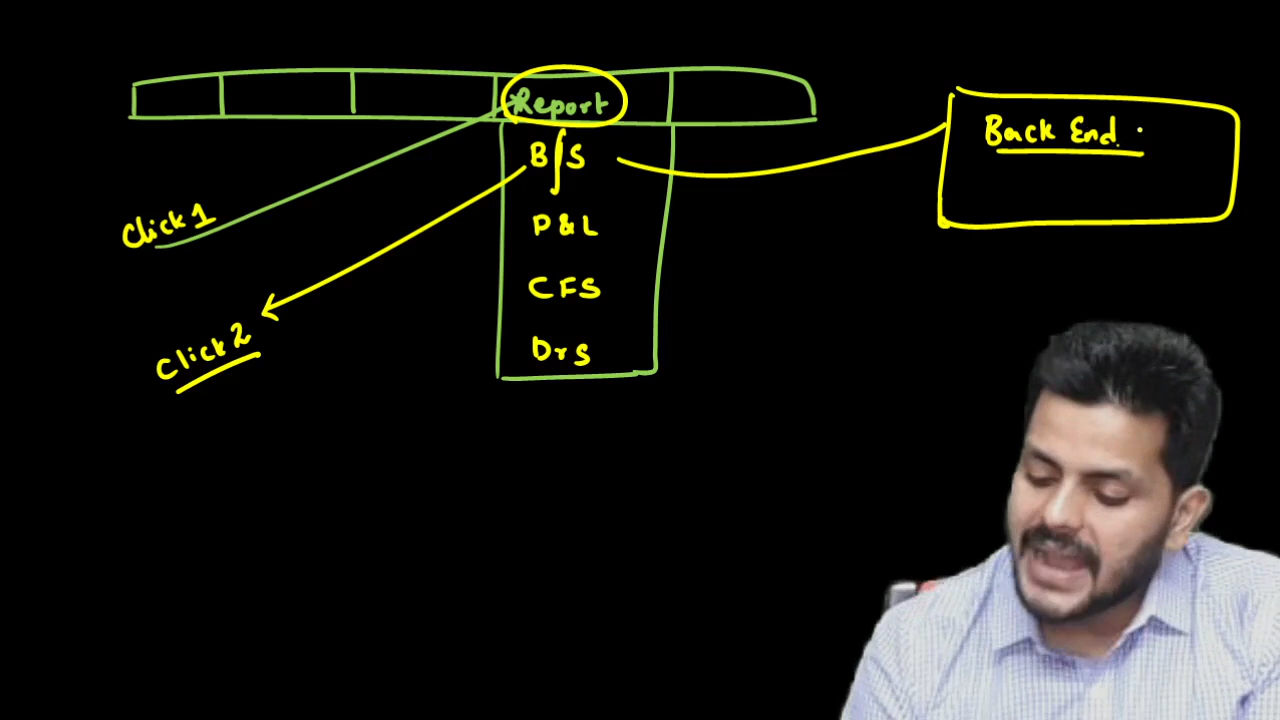 Report
Back End.
B/S
P & L
Click 1
CFS
Click 2
Drs